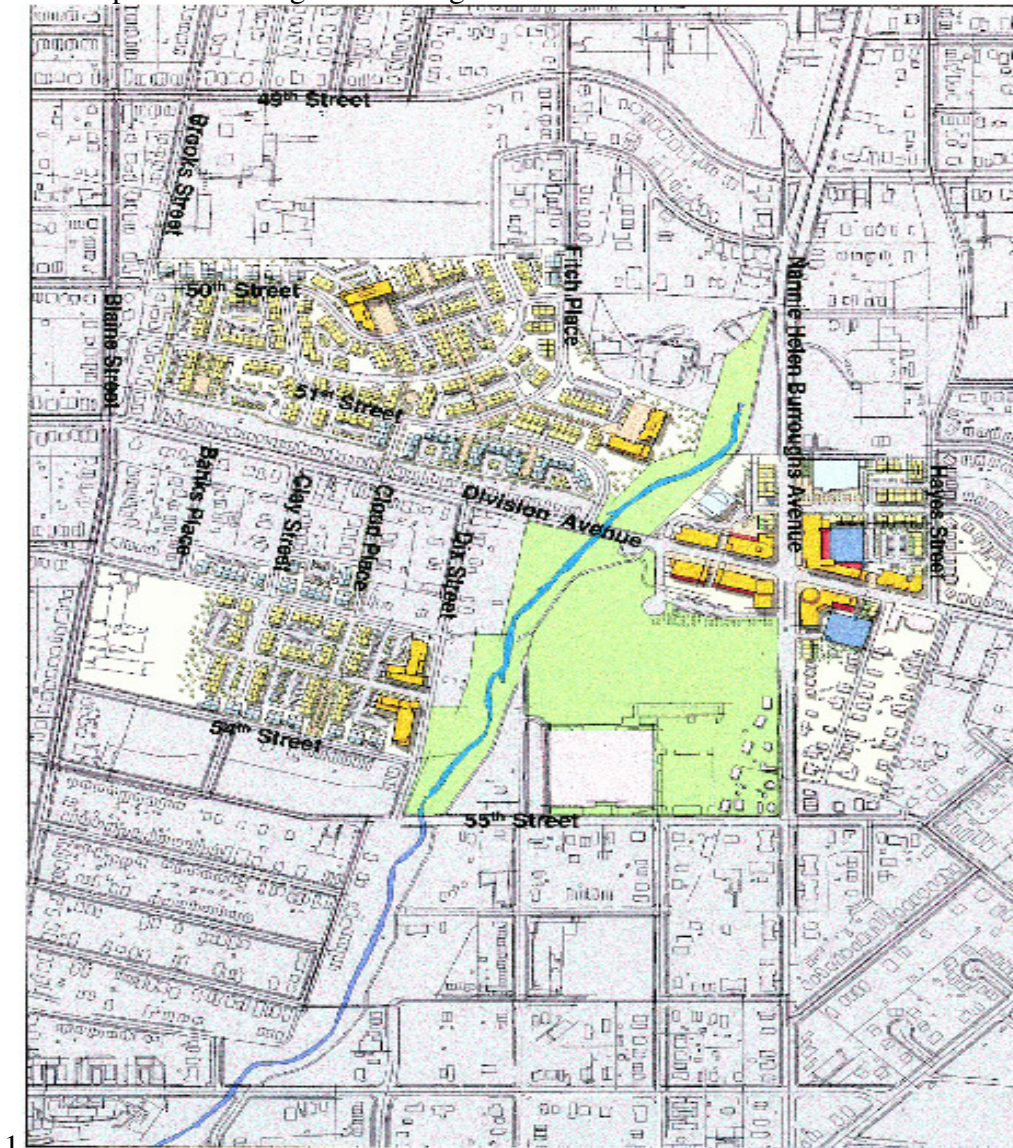 49th Street
Brooks Street
50th Street
Fitch Place
Nannie Helen Burroughs Avenue
Blaine Street
51st Street
Banks Place
Clay Street
Cloud Place
Dix Street
Division Avenue
Hayes Street
54th Street
55th Street
1